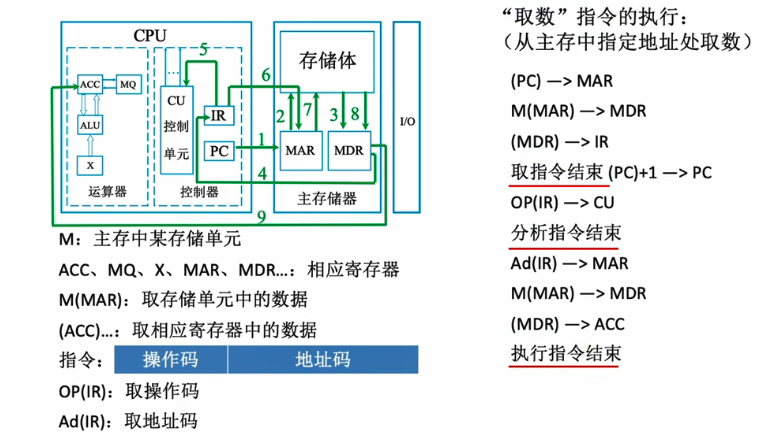 CPU
5
ACC
MQ
ALU
X
运算器
CU
控制
单元
IR
PC
控制器
6
1
4
9
存储体
2
7
3
8
MAR
MDR
主存储器
I/O
M：主存中某存储单元
ACC、MQ、X、MAR、MDR...：相应寄存器
M(MAR)：取存储单元中的数据
(ACC)...：取相应寄存器中的数据
指令： 操作码 地址码
OP(IR)：取操作码
Ad(IR)：取地址码
“取数”指令的执行：
（从主存中指定地址处取数）
(PC) —> MAR
M(MAR) —> MDR
(MDR) —> IR
取指令结束 (PC)+1 —> PC
OP(IR) —> CU
分析指令结束
Ad(IR) —> MAR
M(MAR) —> MDR
(MDR) —> ACC
执行指令结束